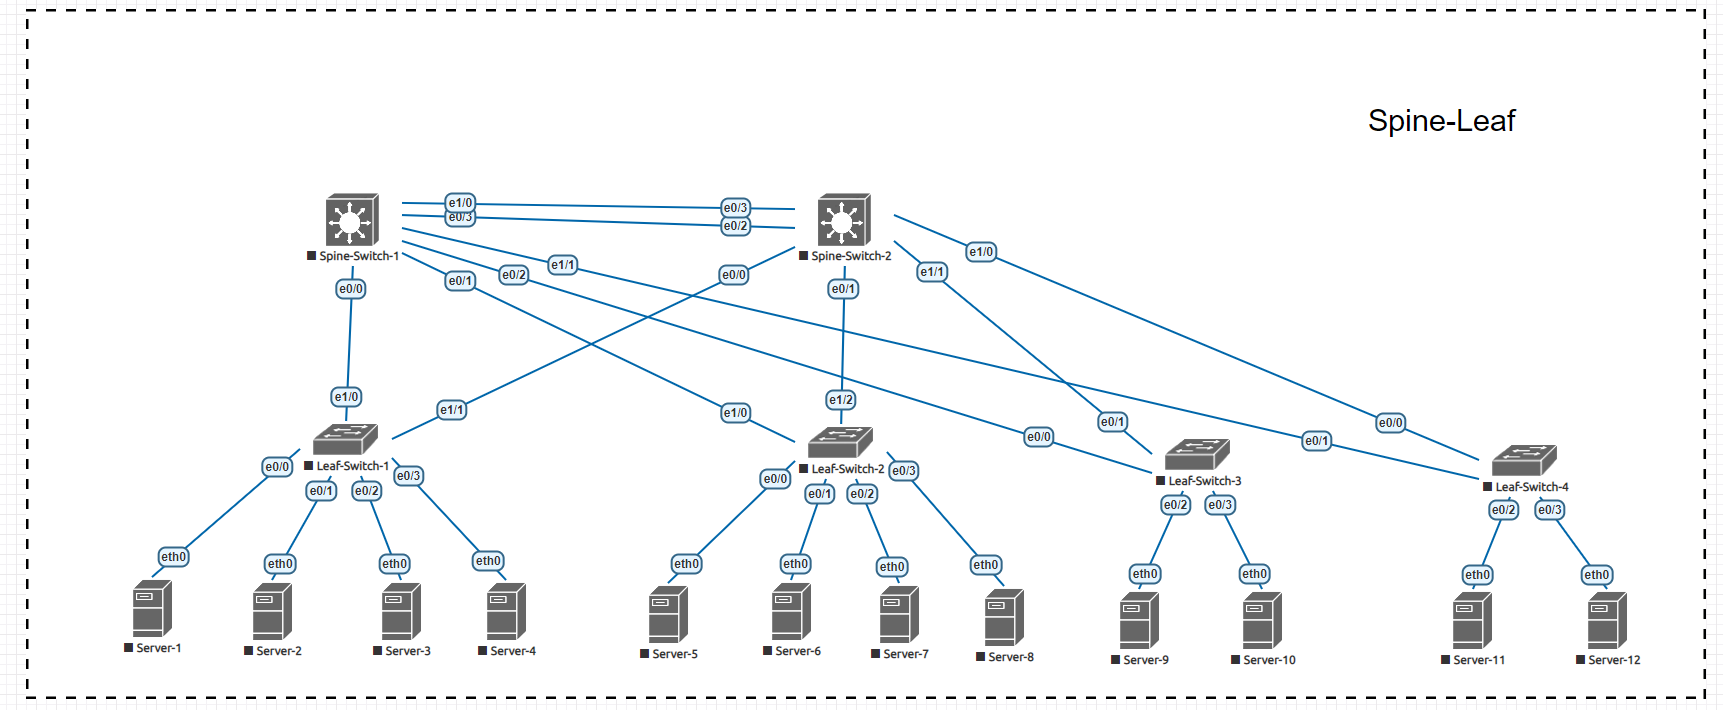 Spine-Leaf
e1/0
e0/3
e0/3
e0/2
Spine-Switch-1
Spine-Switch-2
e1/0
e1/1
e1/1
e0/2
e0/0
e0/1
e0/0
e0/1
e1/0
e1/2
e1/1
e1/0
e0/1
e0/0
e0/0
e0/1
Leaf-Switch-1
Leaf-Switch-2
Leaf-Switch-3
Leaf-Switch-4
e0/0
e0/1
e0/2
e0/3
e0/0
e0/1
e0/2
e0/3
e0/2
e0/3
e0/2
e0/3
eth0
eth0
eth0
eth0
eth0
eth0
eth0
eth0
eth0
eth0
eth0
eth0
Server-1
Server-2
Server-3
Server-4
Server-5
Server-6
Server-7
Server-8
Server-9
Server-10
Server-11
Server-12